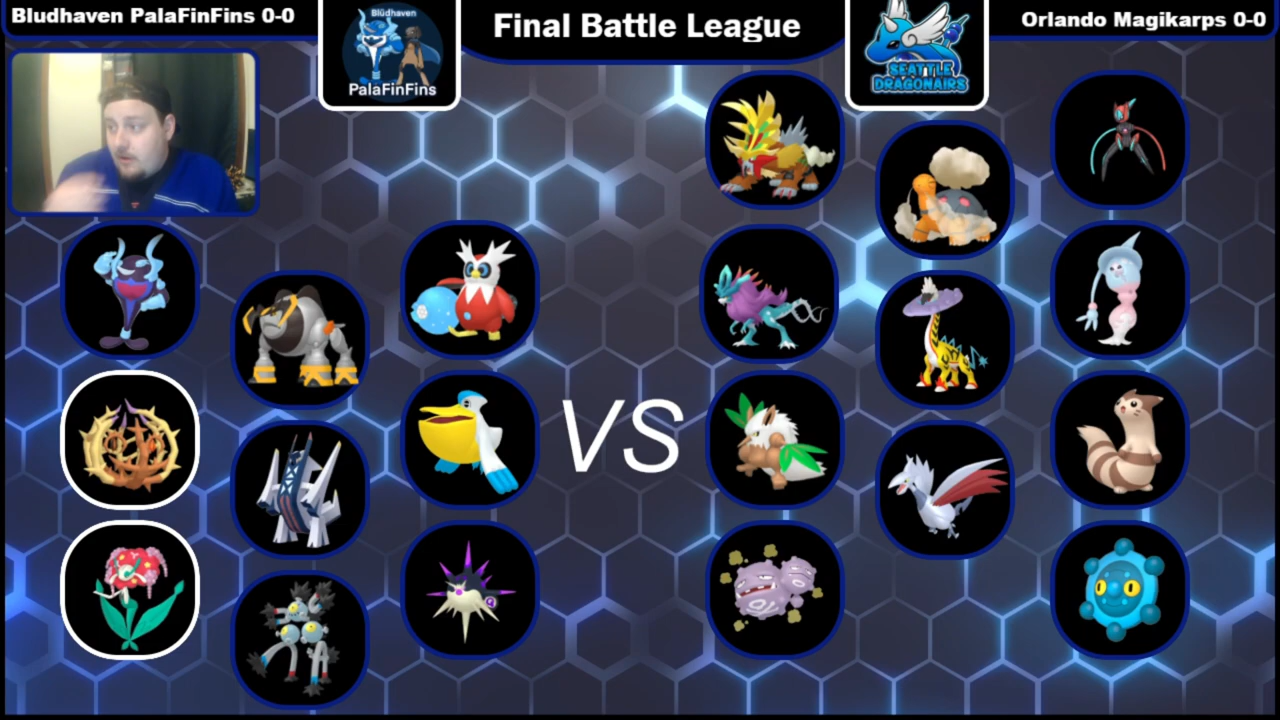 Bludhaven PalaFinFins 0-0
Blüdhaven
PalaFinFins
Final Battle League
SEATTLE
DRAGONAIRS
Orlando Magikarps 0-0
VS